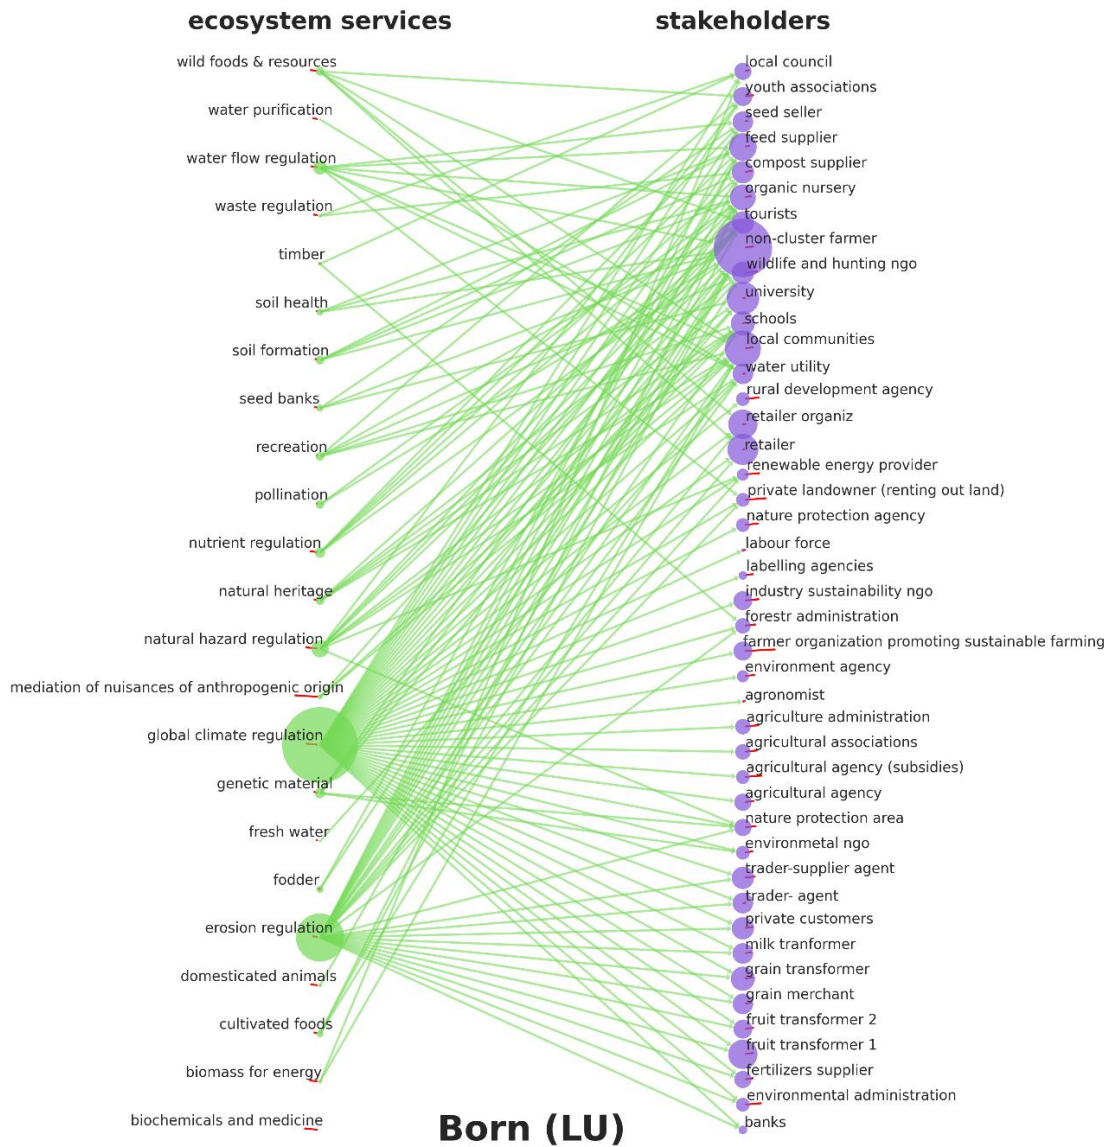 ecosystem services
stakeholders
wild foods & resources
water purification
water flow regulation
waste regulation
timber
soil health
soil formation
seed banks
recreation
pollination
nutrient regulation
natural heritage
natural hazard regulation
mediation of nuisances of anthropogenic origin
global climate regulation
genetic material
fresh water
fodder
erosion regulation
domesticated animals
cultivated foods
biomass for energy
biochemicals and medicine
local council
youth associations
seed seller
feed supplier
compost supplier
organic nursery
tourists
non-cluster farmer
wildlife and hunting ngo
university
schools
local communities
water utility
rural development agency
retailer organiz
retailer
renewable energy provider
private landowner (renting out land)
nature protection agency
labour force
labelling agencies
industry sustainability ngo
forestr administration
farmer organization promoting sustainable farming
environment agency
agronomist
agriculture administration
agricultural associations
agricultural agency (subsidies)
agricultural agency
nature protection area
environmetal ngo
trader-supplier agent
trader- agent
private customers
milk tranformer
grain transformer
grain merchant
fruit transformer 2
fruit transformer 1
fertilizers supplier
environmental administration
banks
Born (LU)